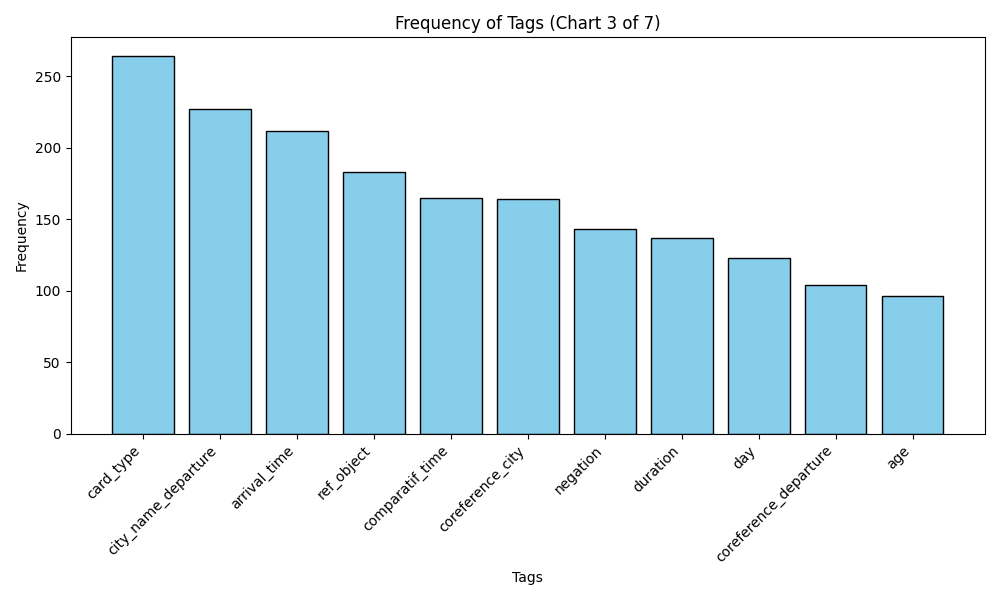 Frequency of Tags (Chart 3 of 7)
Frequency
250
200
150
100
50
0
card_type
city_name_departure
arrival_time
ref_object
comparatif_time
coreference_city
negation
duration
day
coreference_departure
age
Tags